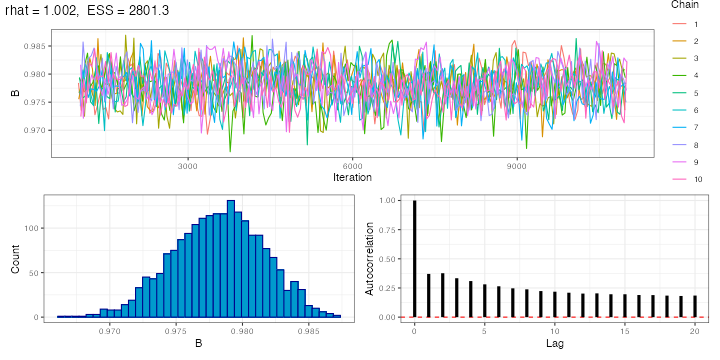 rhat = 1.002, ESS = 2801.3
Chain
1
2
3
4
5
6
7
8
9
10
0.985
0.980
0.975
0.970
B
3000 6000 9000
Iteration
100
50
0
Count
0.970 0.975 0.980 0.985
B
1.00
0.75
0.50
0.25
0.00
Autocorrelation
0 5 10 15 20
Lag